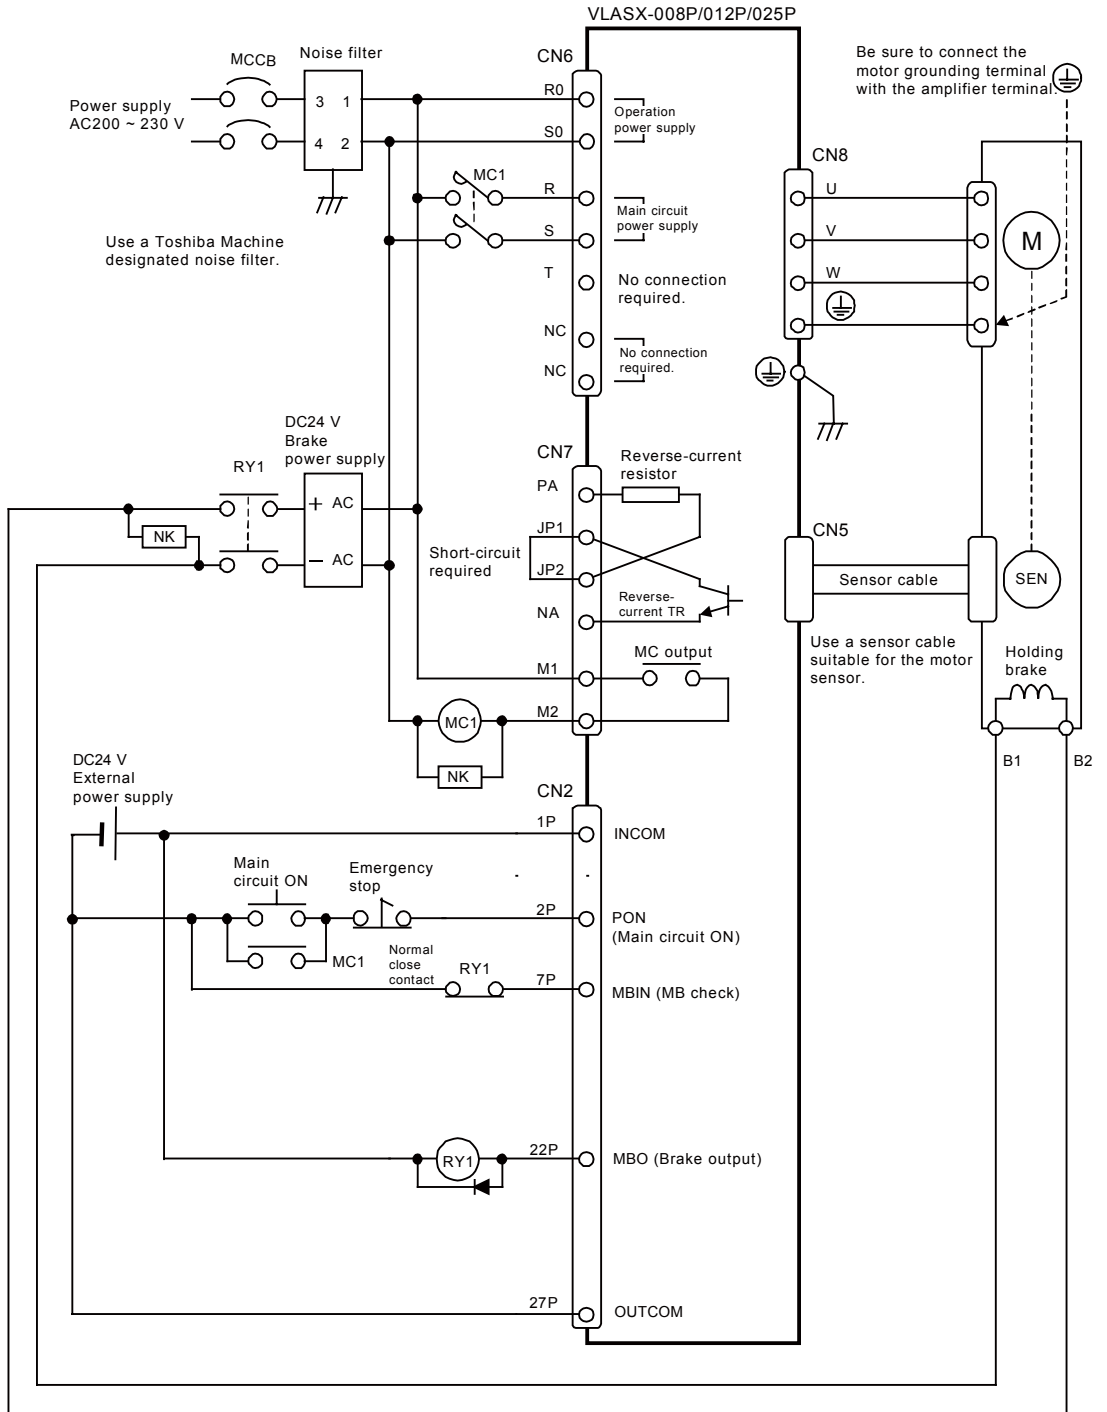 VLASX-008P/012P/025P
MCCB
Noise filter
CN6
Be sure to connect the
motor grounding terminal
with the amplifier terminal.
Power supply
AC200 ~ 230 V
3 1
4 2
R0
S0
Operation
power supply
CN8
MC1
R
S
Main circuit
power supply
U
V
W
M
Use a Toshiba Machine
designated noise filter.
T
No connection
required.
NC
NC
No connection
required.
DC24 V
Brake
power supply
RY1
+ AC
− AC
NK
CN7
PA
Reverse-current
resistor
JP1
JP2
Short-circuit
required
NA
Reverse-
current TR
CN5
Sensor cable
SEN
Use a sensor cable
suitable for the motor
sensor.
Holding
brake
M1
MC output
M2
MC1
NK
B1
B2
DC24 V
External
power supply
CN2
1P
INCOM
Main
circuit ON
Emergency
stop
2P
PON
(Main circuit ON)
MC1
Normal
close
contact
RY1
7P
MBIN (MB check)
RY1
22P
MBO (Brake output)
27P
OUTCOM